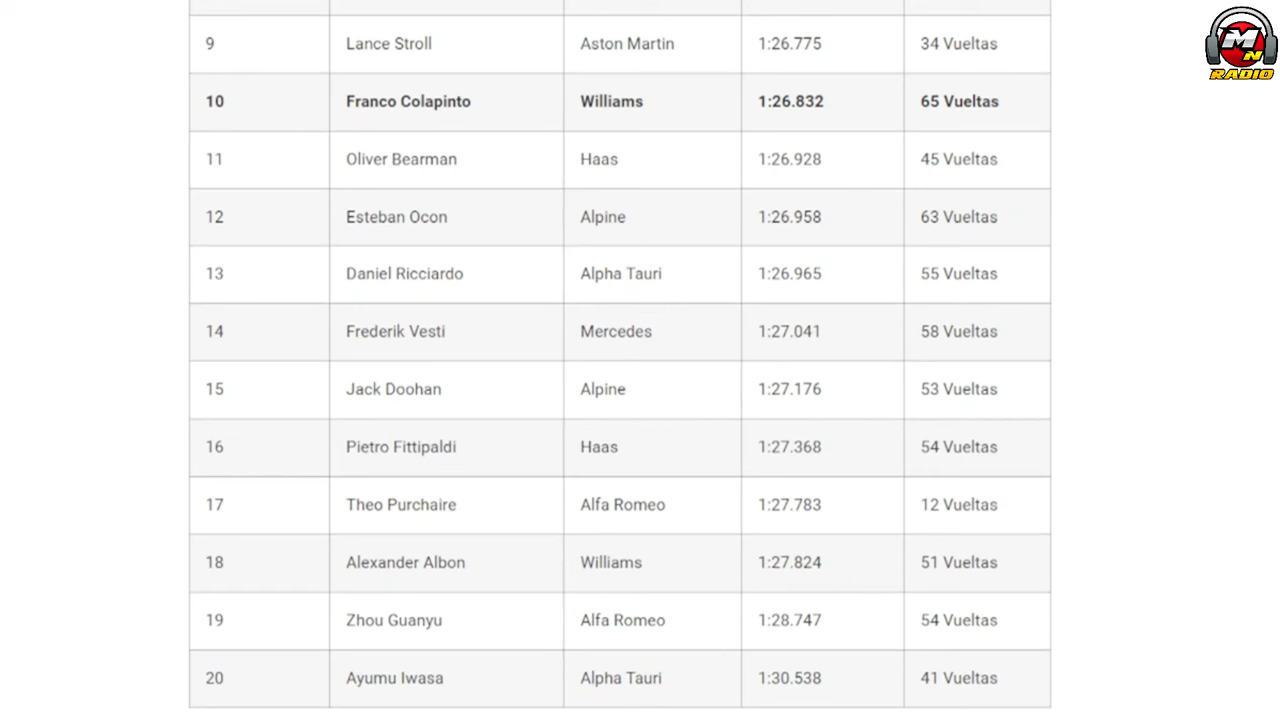 MN
RADIO
9 Lance Stroll Aston Martin 1:26.775 34 Vueltas
10 Franco Colapinto Williams 1:26.832 65 Vueltas
11 Oliver Bearman Haas 1:26.928 45 Vueltas
12 Esteban Ocon Alpine 1:26.958 63 Vueltas
13 Daniel Ricciardo Alpha Tauri 1:26.965 55 Vueltas
14 Frederik Vesti Mercedes 1:27.041 58 Vueltas
15 Jack Doohan Alpine 1:27.176 53 Vueltas
16 Pietro Fittipaldi Haas 1:27.368 54 Vueltas
17 Theo Purchaire Alfa Romeo 1:27.783 12 Vueltas
18 Alexander Albon Williams 1:27.824 51 Vueltas
19 Zhou Guanyu Alfa Romeo 1:28.747 54 Vueltas
20 Ayumu Iwasa Alpha Tauri 1:30.538 41 Vueltas